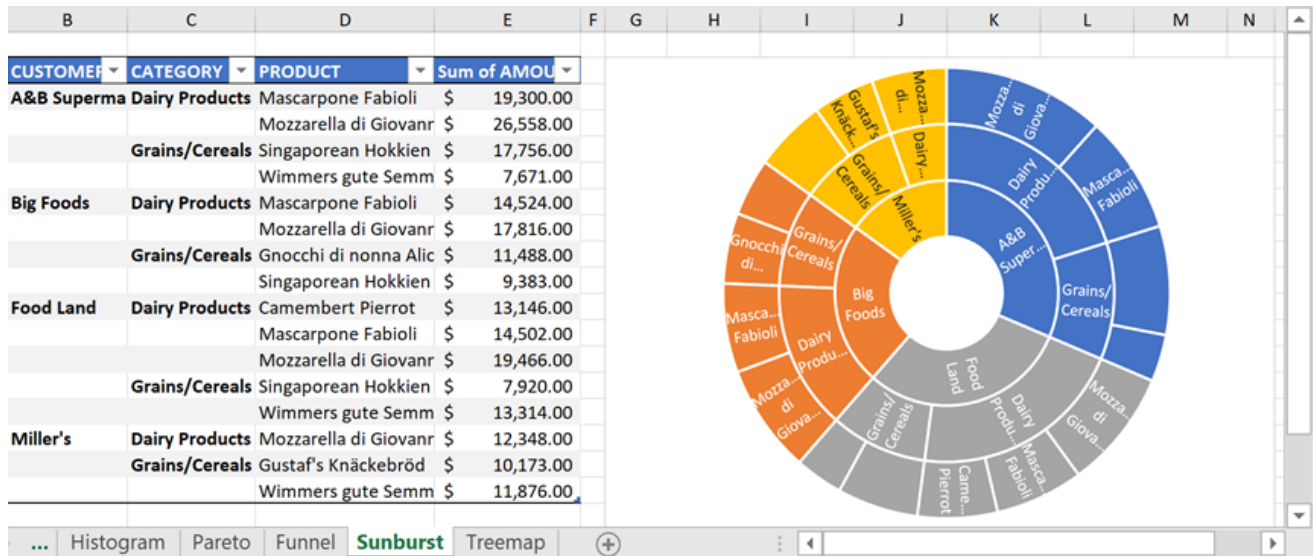 B C D E F G H I J K L M N
CUSTOMER CATEGORY PRODUCT Sum of AMOU
A&B Superma Dairy Products Mascarpone Fabioli $ 19,300.00
Mozzarella di Giovanr $ 26,558.00
Grains/Cereals Singaporean Hokkien $ 17,756.00
Wimmers gute Semm $ 7,671.00
Big Foods Dairy Products Mascarpone Fabioli $ 14,524.00
Mozzarella di Giovanr $ 17,816.00
Grains/Cereals Gnocchi di nonna Alic $ 11,488.00
Singaporean Hokkien $ 9,383.00
Food Land Dairy Products Camembert Pierrot $ 13,146.00
Mascarpone Fabioli $ 14,502.00
Mozzarella di Giovanr $ 19,466.00
Grains/Cereals Singaporean Hokkien $ 7,920.00
Wimmers gute Semm $ 13,314.00
Miller's Dairy Products Mozzarella di Giovanr $ 12,348.00
Grains/Cereals Gustaf's Knäckebröd $ 10,173.00
Wimmers gute Semm $ 11,876.00
Mozza...
di
Giova...
Masca...
Fabioli
Dairy
Produ...
Grains/
Cereals
A&B
Super...
Mozza...
di
Giova...
Masca...
Fabioli
Came...
Pierrot
Dairy
Produ...
Grains/
Cereals
Food
Land
Mozza...
di
Giova...
Masca...
Fabioli
Gnocchi
di...
Dairy
Produ...
Grains/
Cereals
Big
Foods
Gustaf's
Knäck...
Mozza...
di...
Grains/
Cereals
Dairy...
Miller's
... Histogram Pareto Funnel Sunburst Treemap